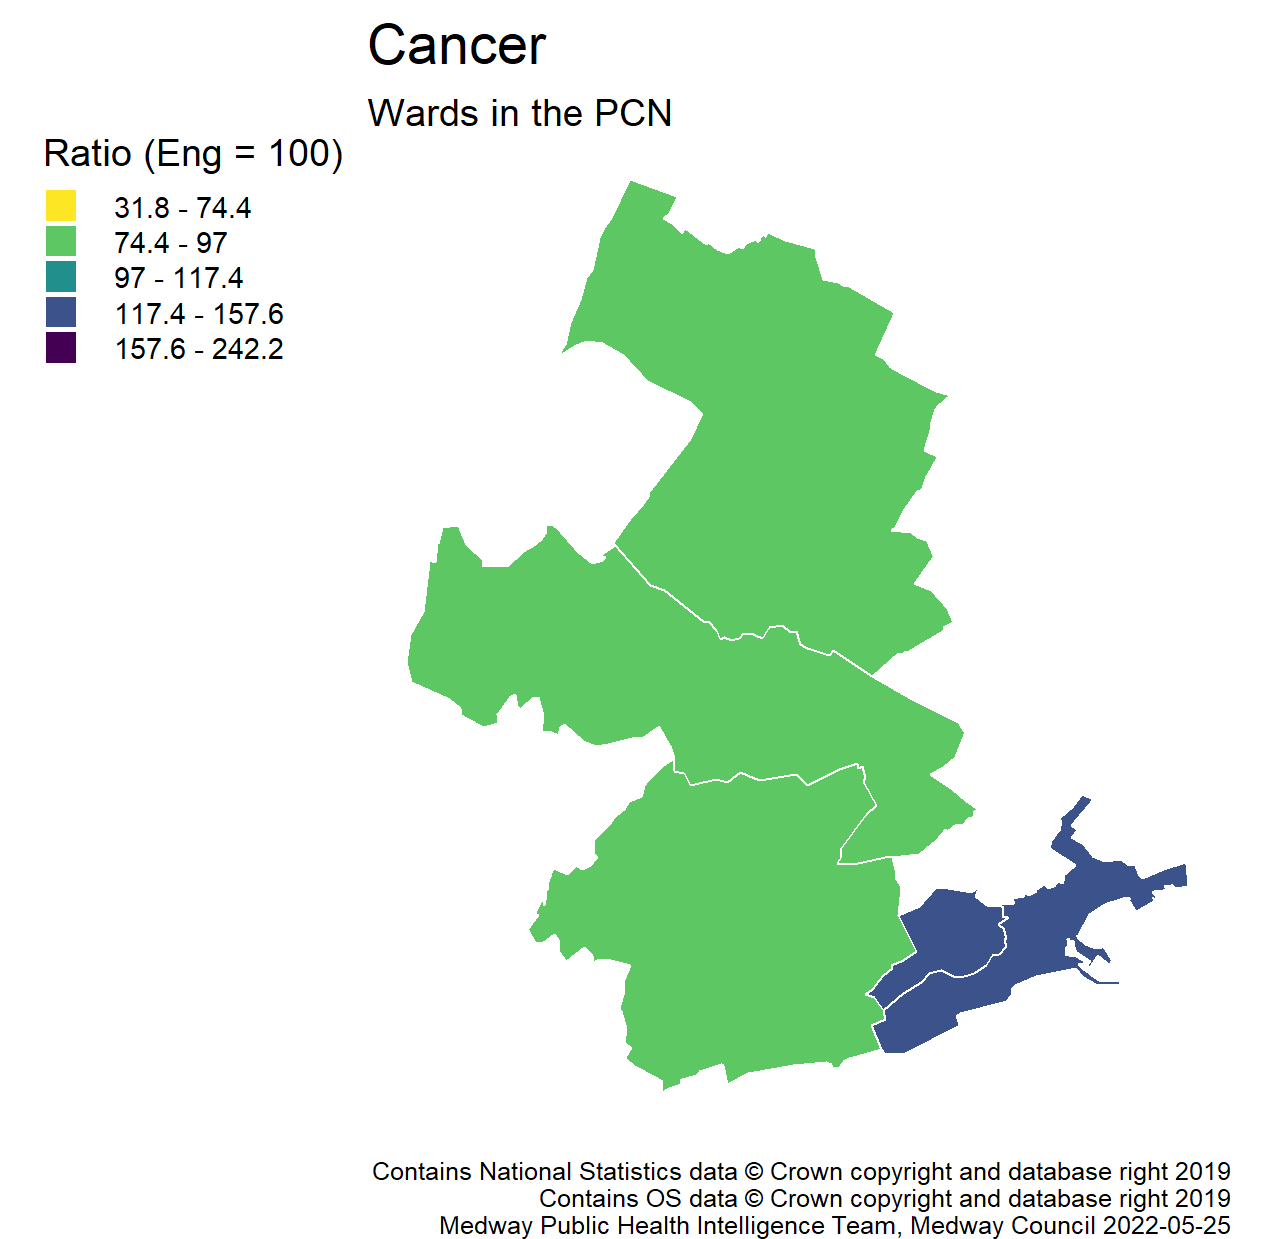 Cancer
Wards in the PCN
Ratio (Eng = 100)
31.8 - 74.4
74.4 - 97
97 - 117.4
117.4 - 157.6
157.6 - 242.2
Contains National Statistics data © Crown copyright and database right 2019
Contains OS data © Crown copyright and database right 2019
Medway Public Health Intelligence Team, Medway Council 2022-05-25